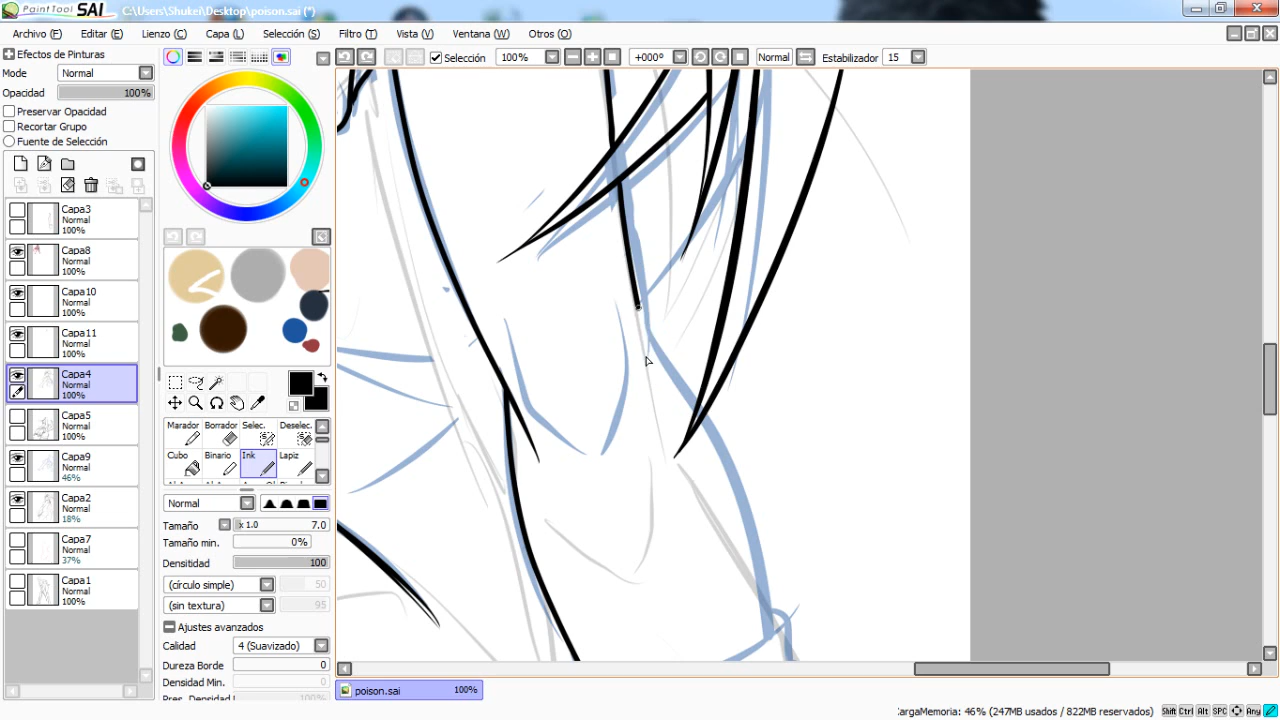 PaintTool SAI C:\Users\Shukei\Desktop\poison.sai (*)
Archivo (F) Editar (E) Lienzo (C) Capa (L) Selección (S) Filtro (T) Vista (V) Ventana (W) Otros (O)
Efectos de Pinturas
Selección 100% +000º Normal Estabilizador 15
Mode Normal
Opacidad 100%
Preservar Opacidad
Recortar Grupo
Fuente de Selección
Capa3
Normal
100%
Capa8
Normal
100%
Capa10
Normal
100%
Capa11
Normal
100%
Capa4
Normal
100%
Capa5
Normal
100%
Capa9
Normal
46%
Capa2
Normal
18%
Capa7
Normal
37%
Capa1
Normal
100%
Marador Borrador Selec. Deselec.
Cubo Binario Ink Lapiz
Normal
Tamaño x 1.0 7.0
Tamaño min. 0%
Densitidad 100
(círculo simple) 50
(sin textura) 95
Ajustes avanzados
Calidad 4 (Suavizado)
Dureza Borde 0
Densidad Min. 0
poison.sai 100%
CargaMemoria: 46% (247MB usados / 822MB reservados) Shift Ctrl Alt SPC Any